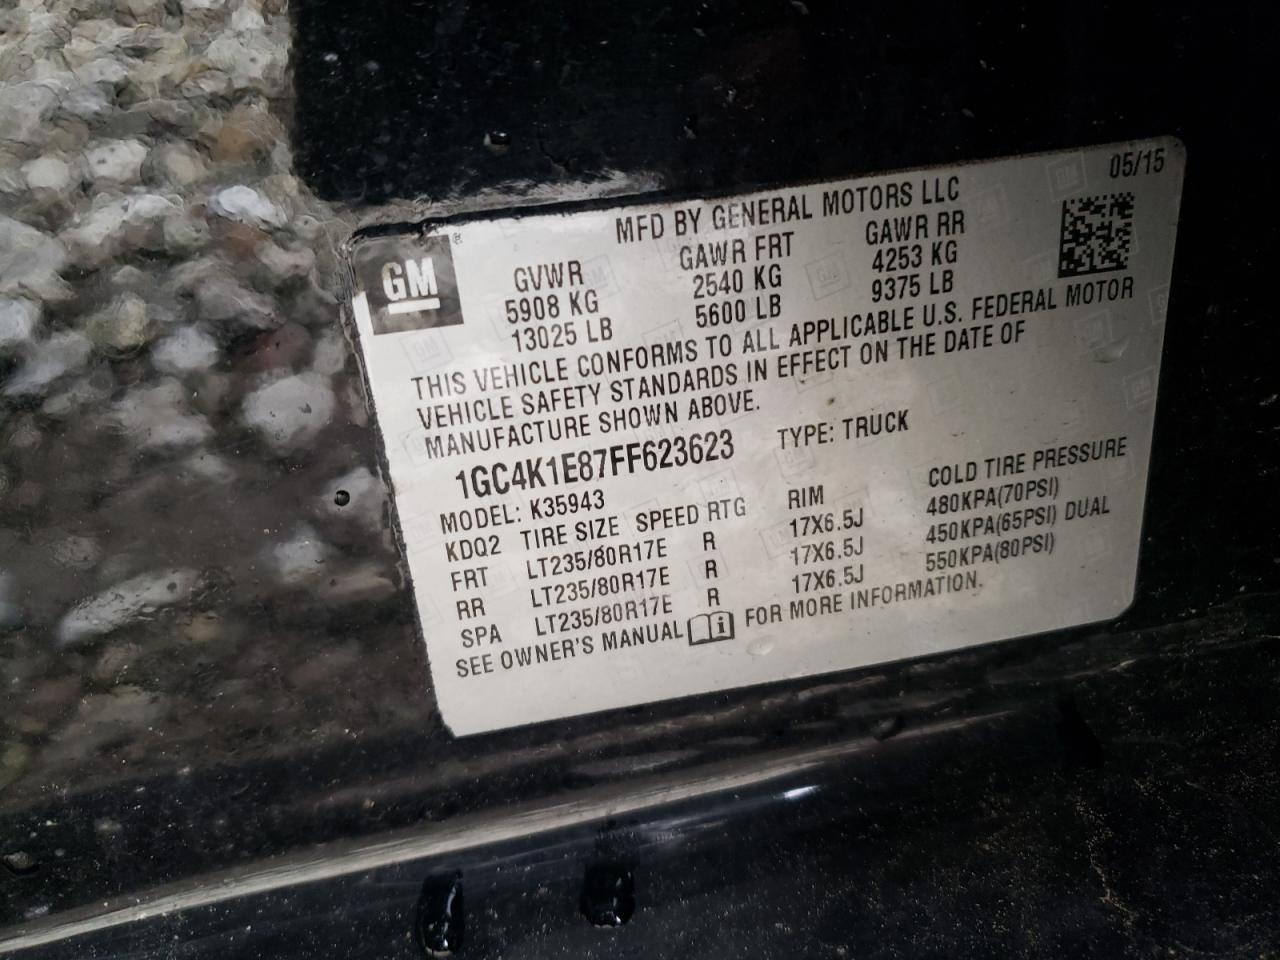 05/15
MFD BY GENERAL MOTORS LLC
GM®
GVWR GAWR FRT GAWR RR
5908 KG 2540 KG 4253 KG
13025 LB 5600 LB 9375 LB
THIS VEHICLE CONFORMS TO ALL APPLICABLE U.S. FEDERAL MOTOR
VEHICLE SAFETY STANDARDS IN EFFECT ON THE DATE OF
MANUFACTURE SHOWN ABOVE.
1GC4K1E87FF623623 TYPE: TRUCK
MODEL: K35943
KDQ2 TIRE SIZE SPEED RTG RIM COLD TIRE PRESSURE
FRT LT235/80R17E R 17X6.5J 480KPA(70PSI)
RR LT235/80R17E R 17X6.5J 450KPA(65PSI) DUAL
SPA LT235/80R17E R 17X6.5J 550KPA(80PSI)
SEE OWNER'S MANUAL FOR MORE INFORMATION.